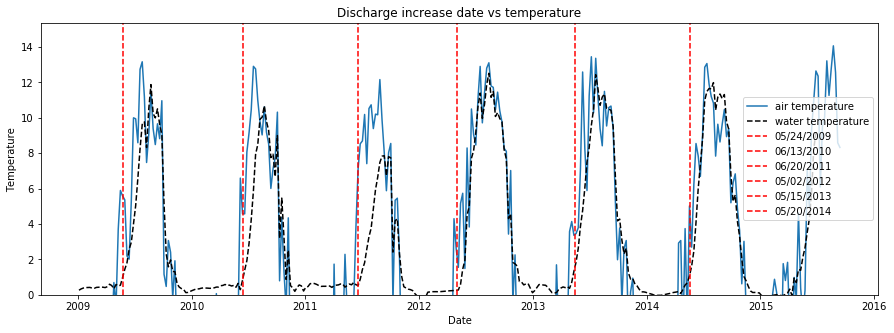 Discharge increase date vs temperature
Temperature
14
12
10
8
6
4
2
0
air temperature
water temperature
05/24/2009
06/13/2010
06/20/2011
05/02/2012
05/15/2013
05/20/2014
2009 2010 2011 2012 2013 2014 2015 2016
Date